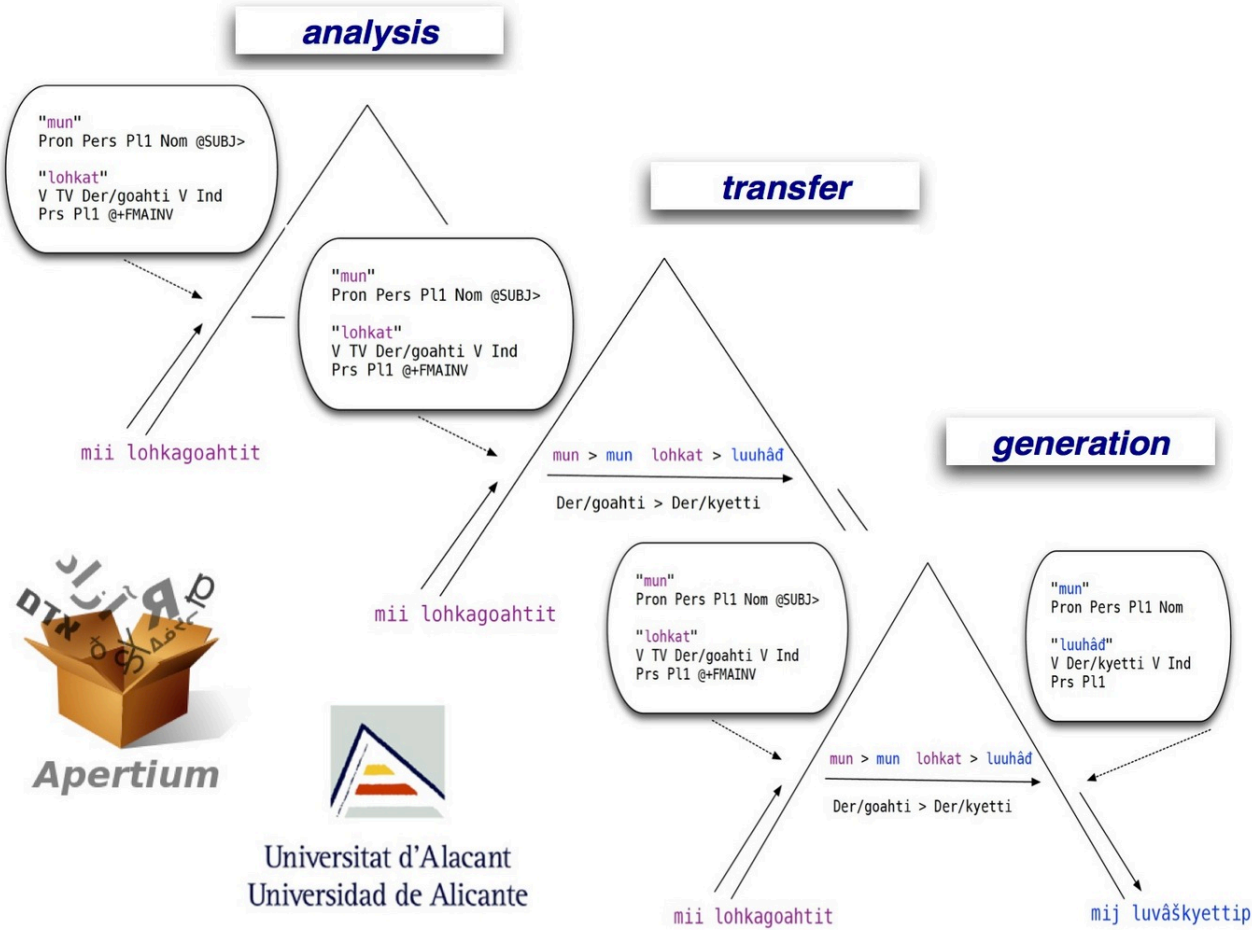 analysis
"mun"
Pron Pers Pl1 Nom @SUBJ>
"lohkat"
V TV Der/goahti V Ind
Prs Pl1 @+FMAINV
mii lohkagoahtit
transfer
"mun"
Pron Pers Pl1 Nom @SUBJ>
"lohkat"
V TV Der/goahti V Ind
Prs Pl1 @+FMAINV
mun > mun lohkat > luuhâđ
Der/goahti > Der/kyetti
mii lohkagoahtit
generation
"mun"
Pron Pers Pl1 Nom @SUBJ>
"lohkat"
V TV Der/goahti V Ind
Prs Pl1 @+FMAINV
"mun"
Pron Pers Pl1 Nom
"luuhâđ"
V Der/kyetti V Ind
Prs Pl1
mun > mun lohkat > luuhâđ
Der/goahti > Der/kyetti
mii lohkagoahtit
mij luvâškyettip
Apertium
Universitat d'Alacant
Universidad de Alicante